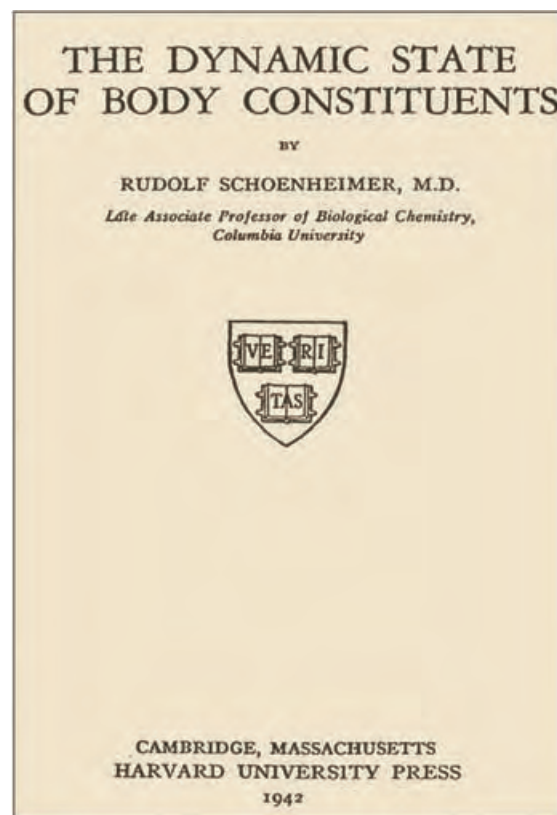 THE DYNAMIC STATE
OF BODY CONSTITUENTS
BY
RUDOLF SCHOENHEIMER, M.D.
Late Associate Professor of Biological Chemistry,
Columbia University
VE RI
TAS
CAMBRIDGE, MASSACHUSETTS
HARVARD UNIVERSITY PRESS
1942